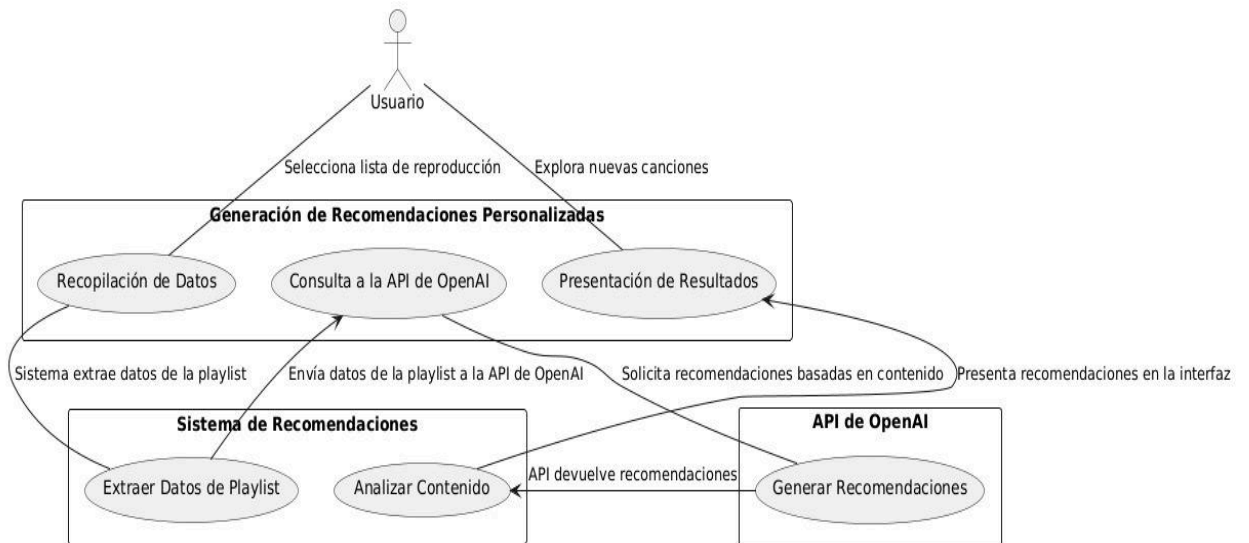 Usuario
Selecciona lista de reproducción
Explora nuevas canciones
Generación de Recomendaciones Personalizadas
Recopilación de Datos
Consulta a la API de OpenAI
Presentación de Resultados
Sistema extrae datos de la playlist
Envía datos de la playlist a la API de OpenAI
Solicita recomendaciones basadas en contenido
Presenta recomendaciones en la interfaz
Sistema de Recomendaciones
API de OpenAI
Extraer Datos de Playlist
Analizar Contenido
API devuelve recomendaciones
Generar Recomendaciones